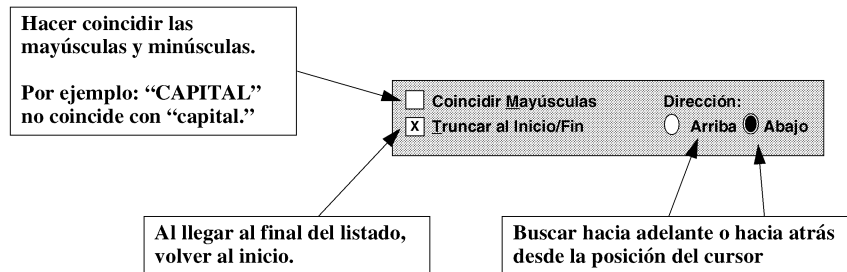 Hacer coincidir las
mayúsculas y minúsculas.
Por ejemplo: “CAPITAL”
no coincide con “capital.”
Coincidir Mayúsculas
Dirección:
X Truncar al Inicio/Fin
Arriba
Abajo
Al llegar al final del listado,
volver al inicio.
Buscar hacia adelante o hacia atrás
desde la posición del cursor